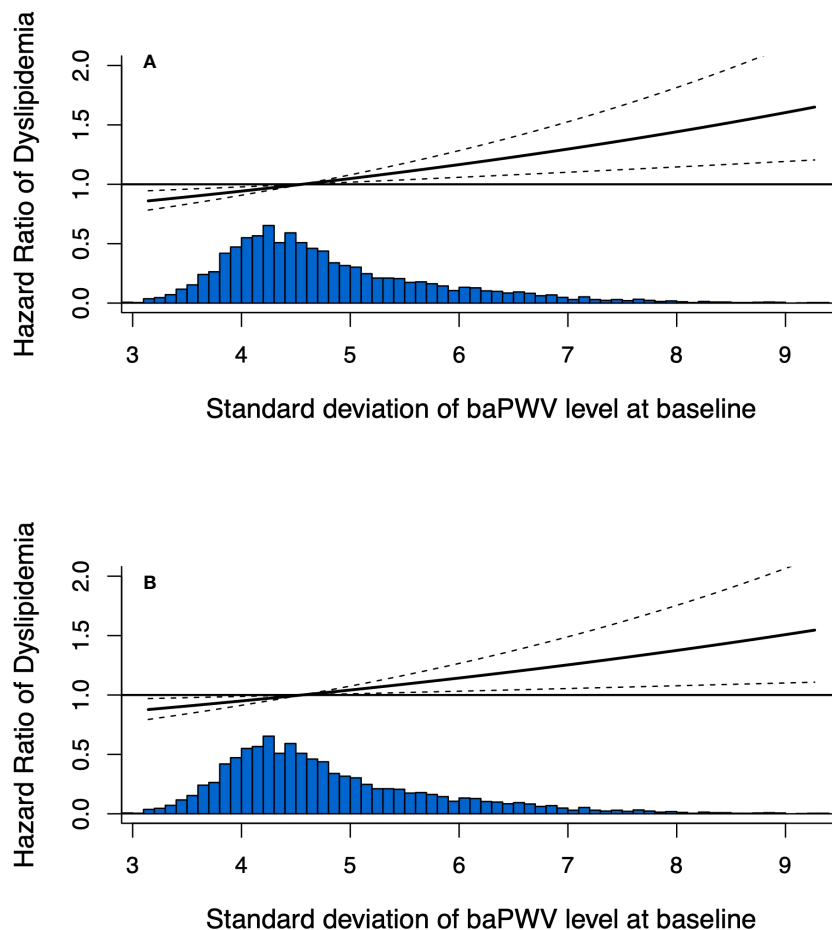 A
Hazard Ratio of Dyslipidemia
2.0
1.5
1.0
0.5
0.0
3 4 5 6 7 8 9
Standard deviation of baPWV level at baseline
B
Hazard Ratio of Dyslipidemia
2.0
1.5
1.0
0.5
0.0
3 4 5 6 7 8 9
Standard deviation of baPWV level at baseline